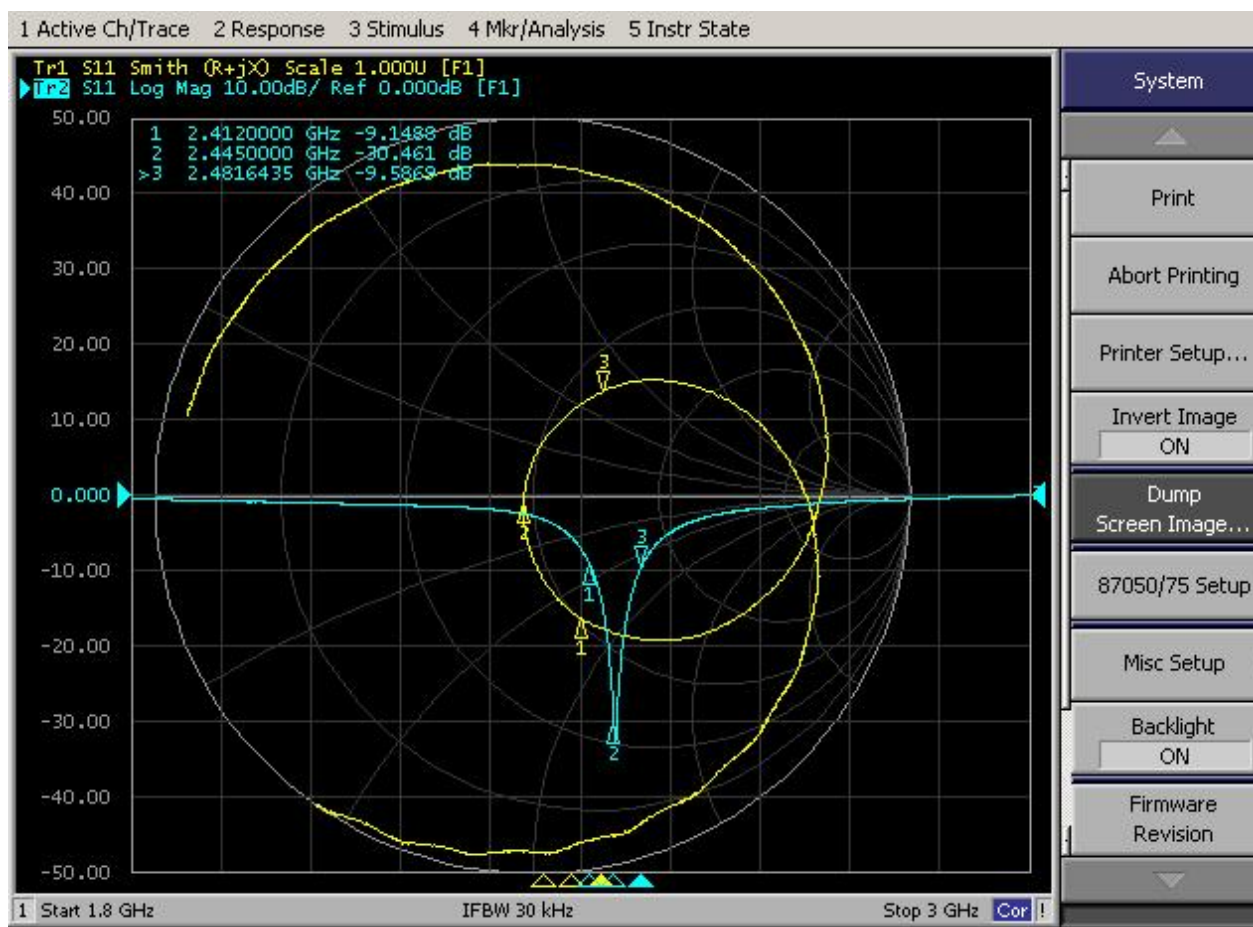 1 Active Ch/Trace 2 Response 3 Stimulus 4 Mkr/Analysis 5 Instr State
Tr1 S11 Smith (R+jX) Scale 1.000U [F1]
Tr2 S11 Log Mag 10.00dB/ Ref 0.000dB [F1]
50.00
1 2.4120000 GHz -9.1488 dB
2 2.4450000 GHz -30.461 dB
>3 2.4816435 GHz -9.5869 dB
40.00
30.00
20.00
3
10.00
0.000
2
3
-10.00
1
-20.00
1
-30.00
2
-40.00
-50.00
1 Start 1.8 GHz IFBW 30 kHz Stop 3 GHz Cor !
System
Print
Abort Printing
Printer Setup...
Invert Image
ON
Dump
Screen Image...
87050/75 Setup
Misc Setup
Backlight
ON
Firmware
Revision